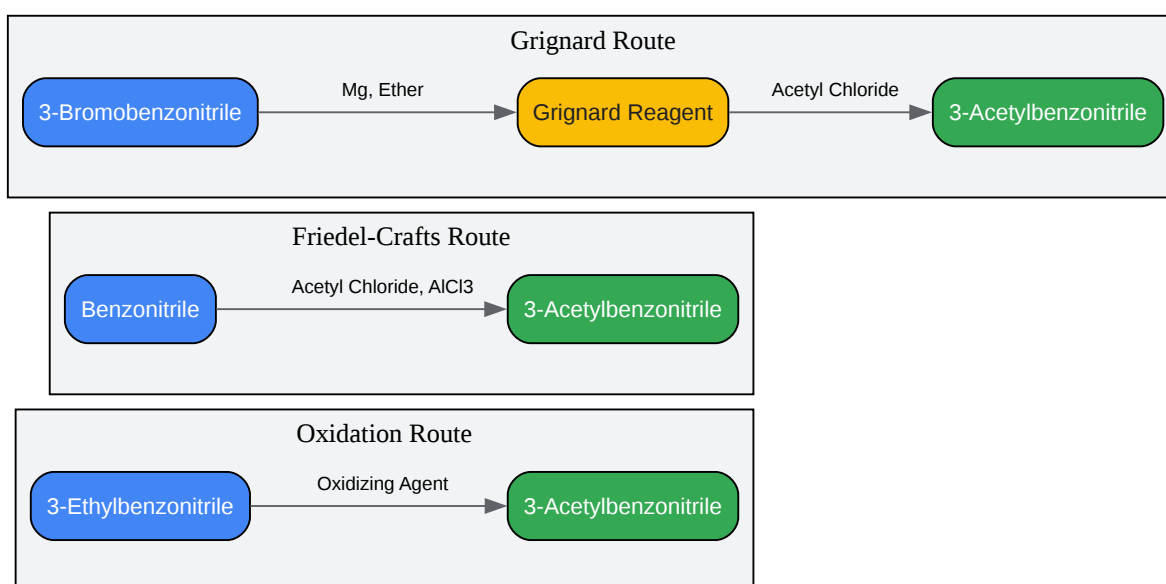 Grignard Route
3-Bromobenzonitrile
Mg, Ether
Grignard Reagent
Acetyl Chloride
3-Acetylbenzonitrile
Friedel-Crafts Route
Benzonitrile
Acetyl Chloride, AlCl3
3-Acetylbenzonitrile
Oxidation Route
3-Ethylbenzonitrile
Oxidizing Agent
3-Acetylbenzonitrile